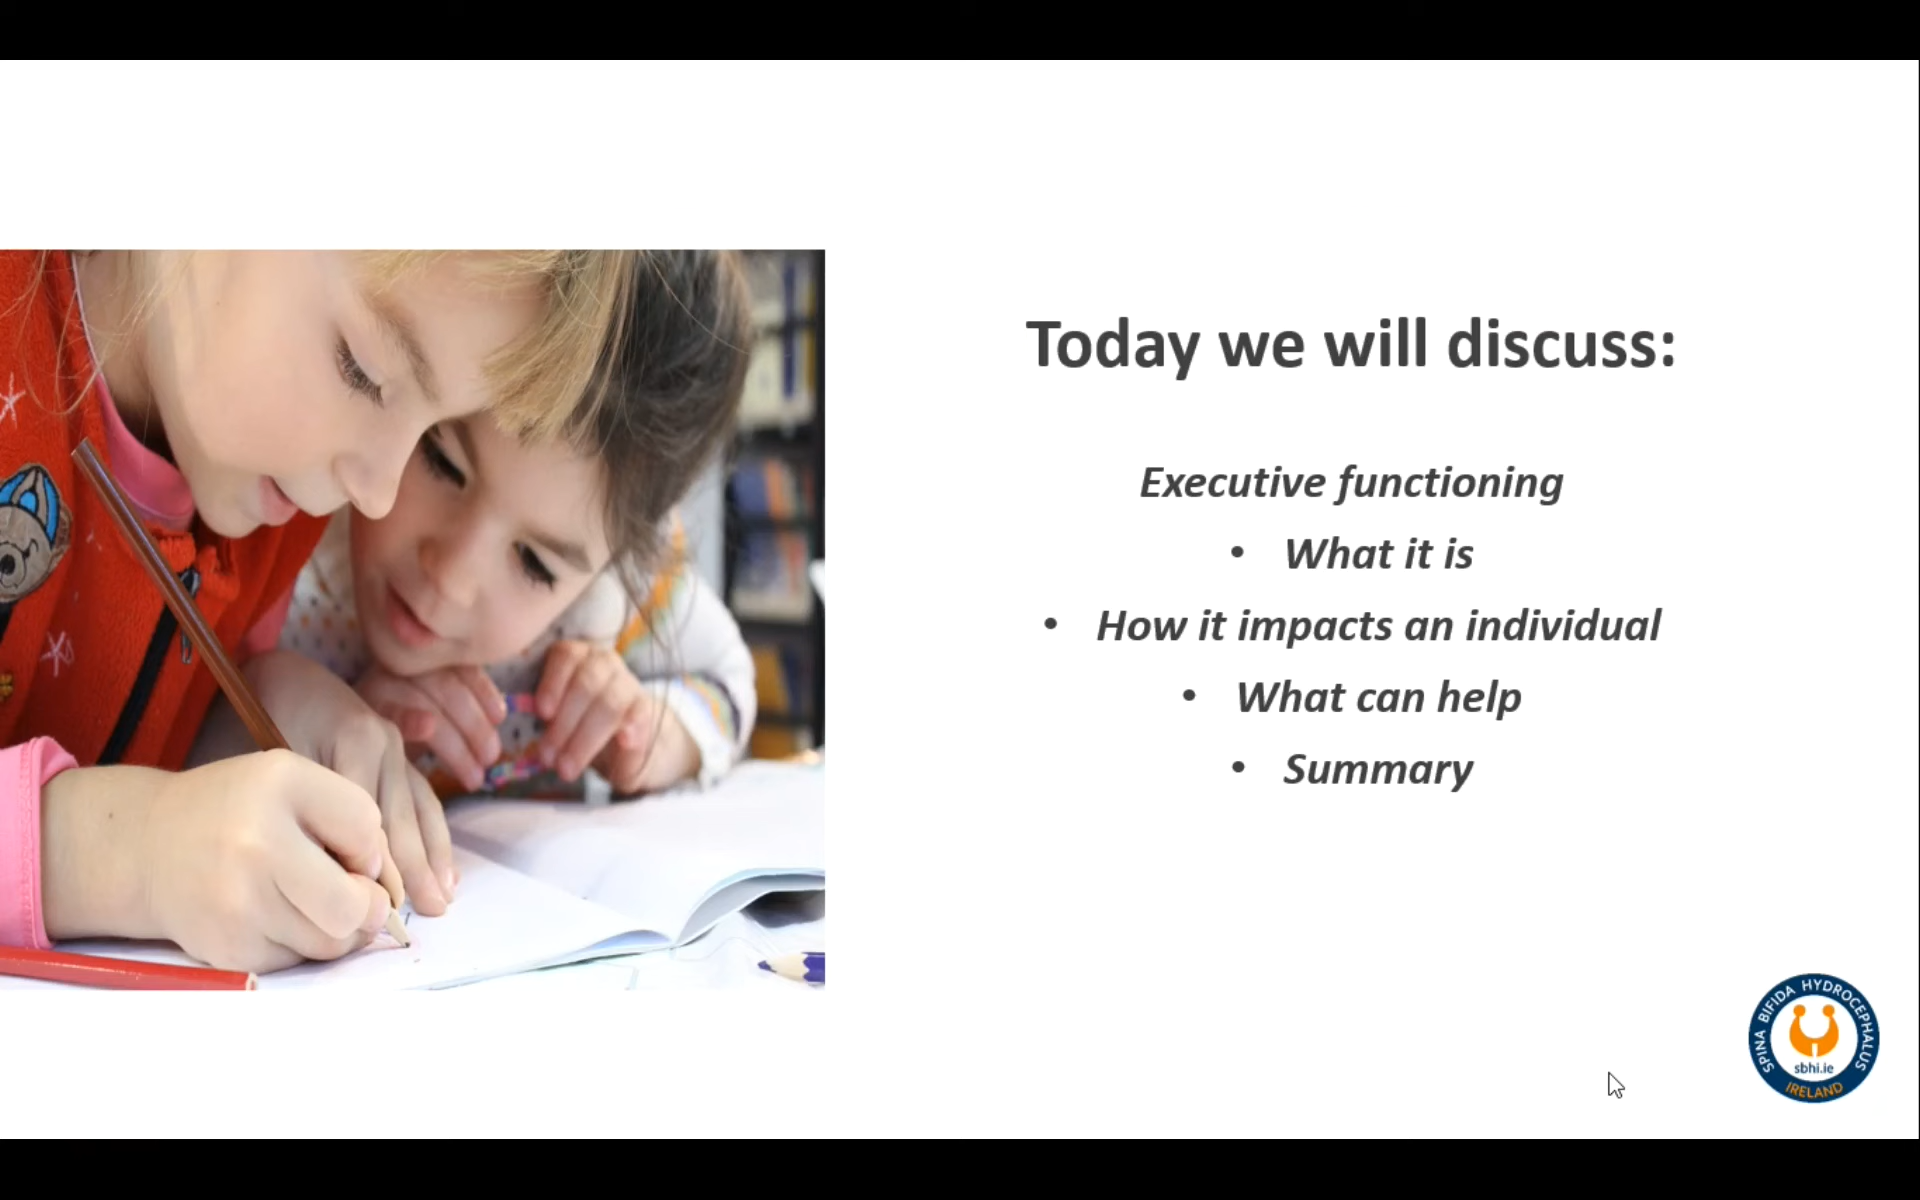 Today we will discuss:
Executive functioning
• What it is
• How it impacts an individual
• What can help
• Summary
SPINA BIFIDA HYDROCEPHALUS
sbhi.ie
IRELAND